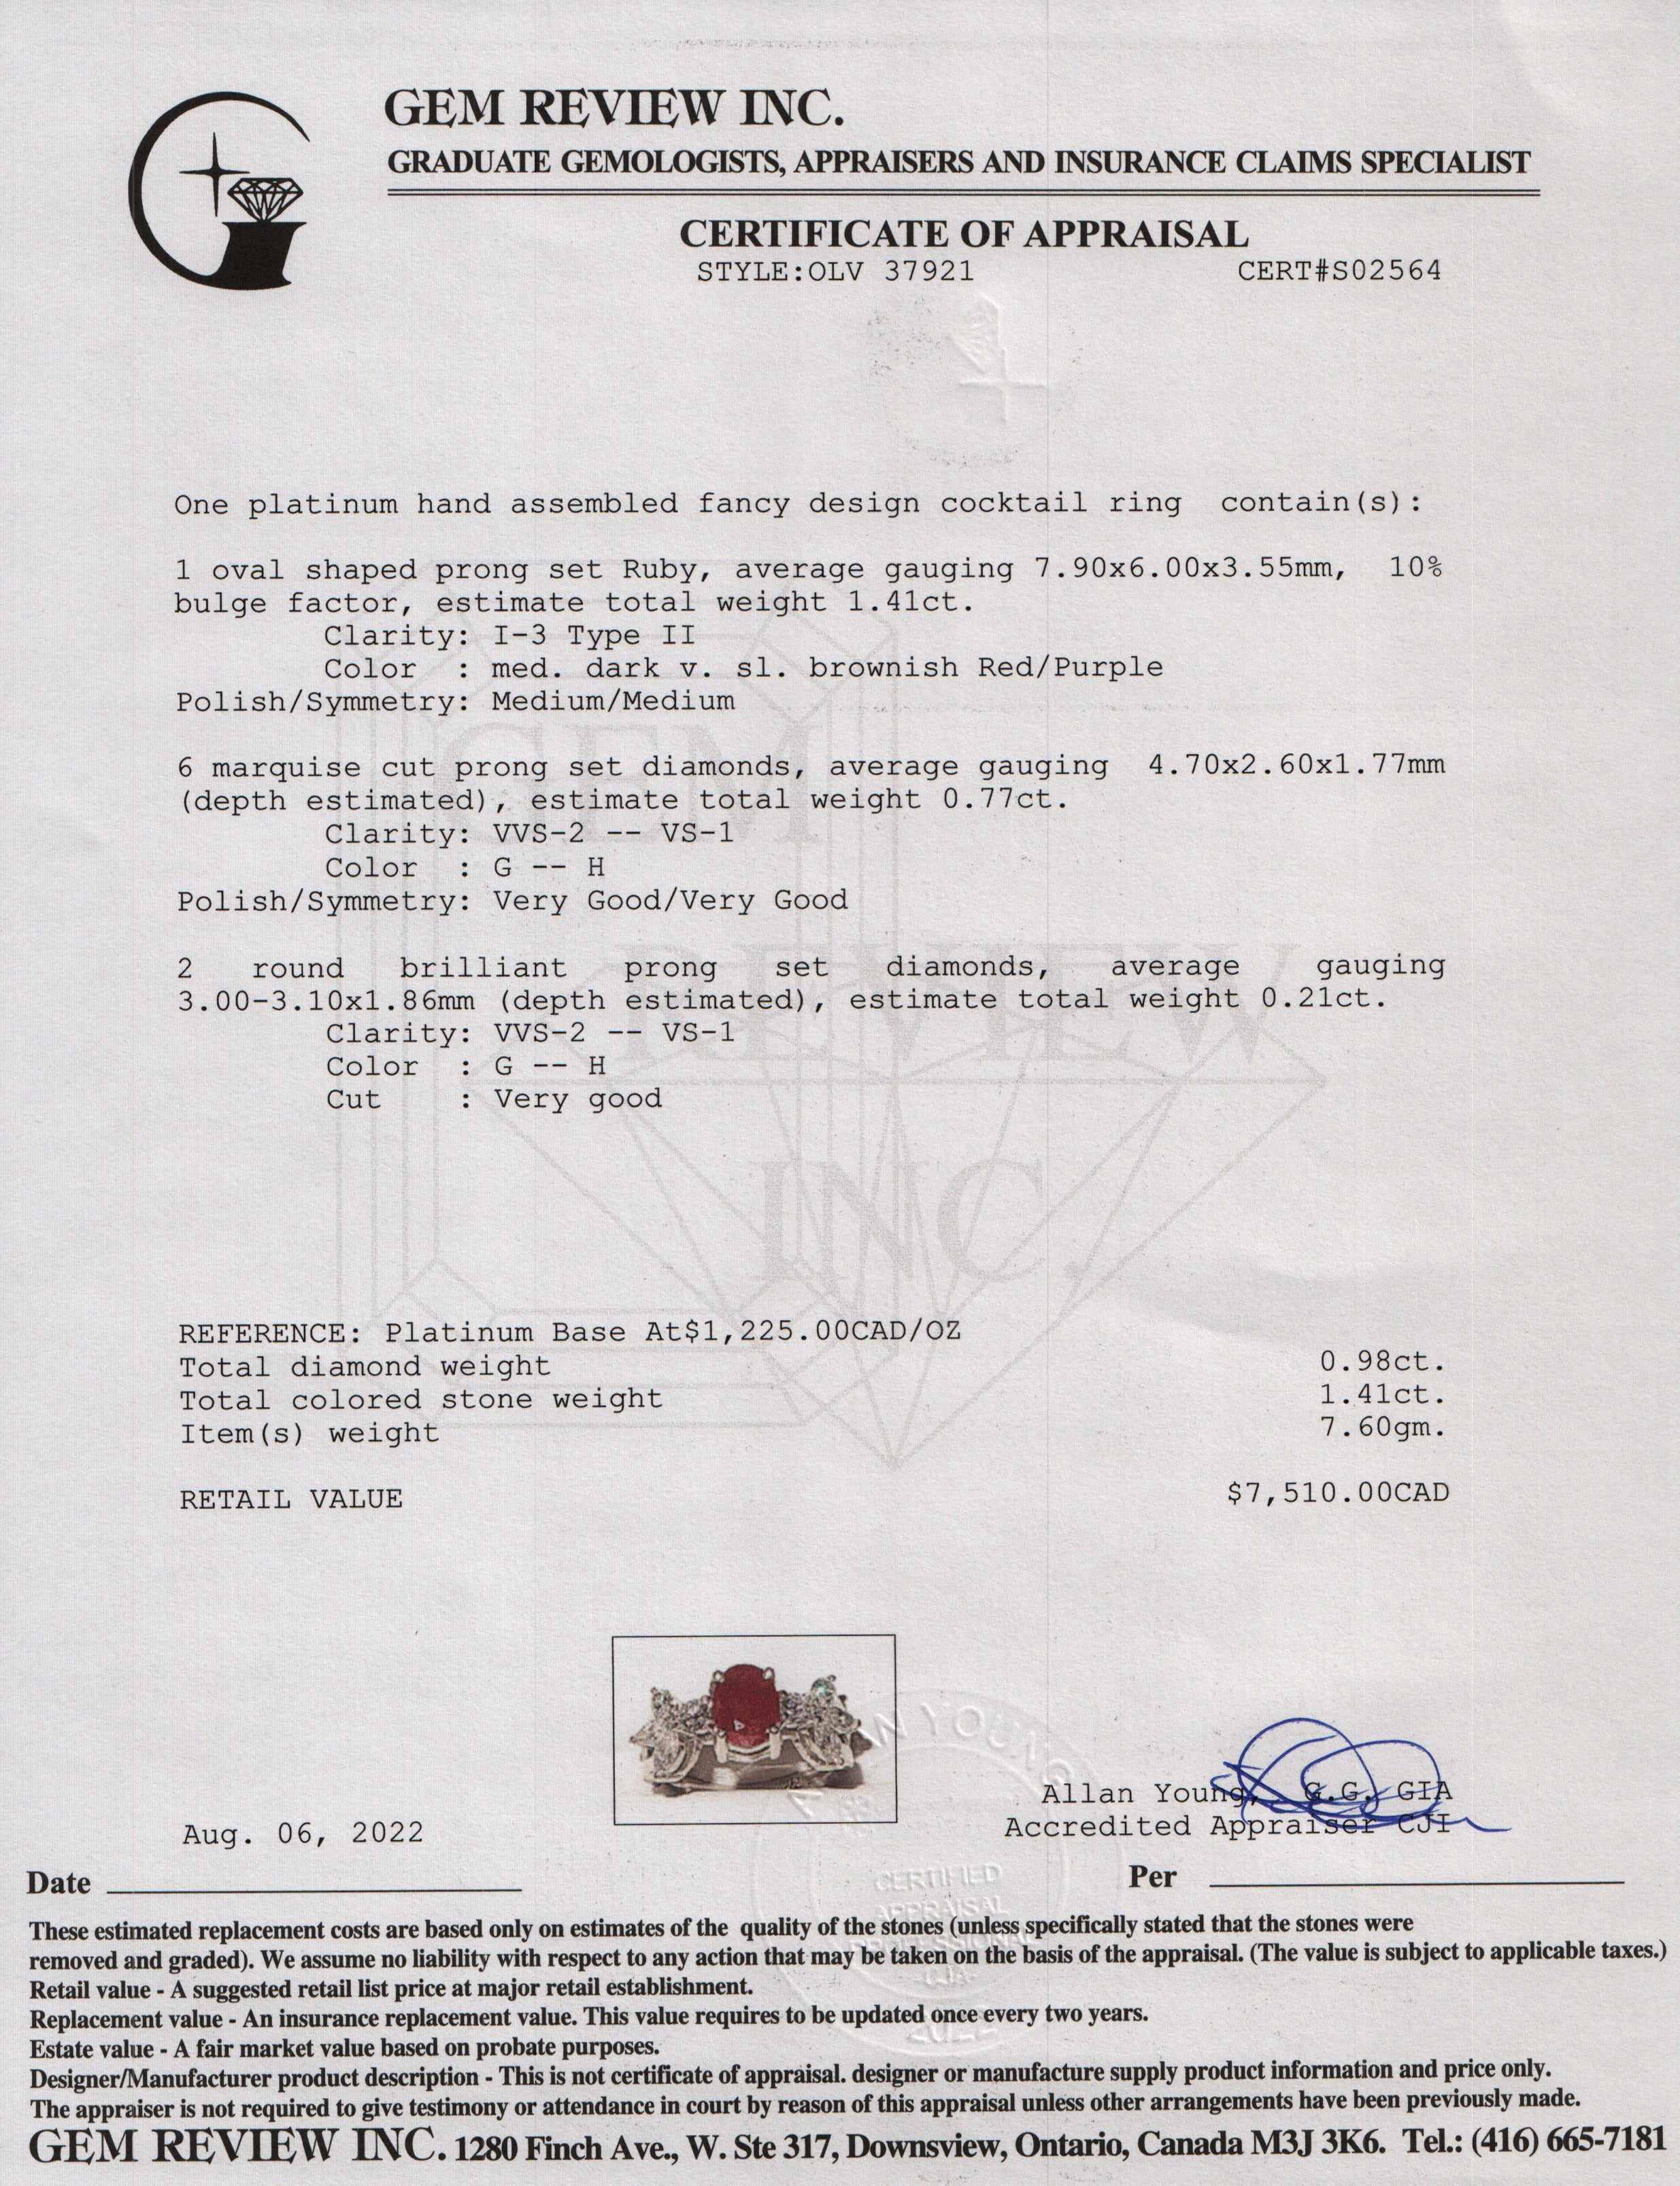 GEM REVIEW INC.
GRADUATE GEMOLOGISTS, APPRAISERS AND INSURANCE CLAIMS SPECIALIST
CERTIFICATE OF APPRAISAL
STYLE:OLV 37921 CERT#S02564
One platinum hand assembled fancy design cocktail ring contain(s):
1 oval shaped prong set Ruby, average gauging 7.90x6.00x3.55mm, 10%
bulge factor, estimate total weight 1.41ct.
Clarity: I-3 Type II
Color : med. dark v. sl. brownish Red/Purple
Polish/Symmetry: Medium/Medium
6 marquise cut prong set diamonds, average gauging 4.70x2.60x1.77mm
(depth estimated), estimate total weight 0.77ct.
Clarity: VVS-2 -- VS-1
Color : G -- H
Polish/Symmetry: Very Good/Very Good
2 round brilliant prong set diamonds, average gauging
3.00-3.10x1.86mm (depth estimated), estimate total weight 0.21ct.
Clarity: VVS-2 -- VS-1
Color : G -- H
Cut : Very good
GEM
REVIEW
INC.
REFERENCE: Platinum Base At$1,225.00CAD/OZ
Total diamond weight 0.98ct.
Total colored stone weight 1.41ct.
Item(s) weight 7.60gm.
RETAIL VALUE $7,510.00CAD
Allan Young, G.G. GIA
Accredited Appraiser CJI
Aug. 06, 2022
Date Per
YOUNG
CERTIFIED
APPRAISAL
PROFESSIONAL
These estimated replacement costs are based only on estimates of the quality of the stones (unless specifically stated that the stones were
removed and graded). We assume no liability with respect to any action that may be taken on the basis of the appraisal. (The value is subject to applicable taxes.)
Retail value - A suggested retail list price at major retail establishment.
Replacement value - An insurance replacement value. This value requires to be updated once every two years.
Estate value - A fair market value based on probate purposes.
Designer/Manufacturer product description - This is not certificate of appraisal. designer or manufacture supply product information and price only.
The appraiser is not required to give testimony or attendance in court by reason of this appraisal unless other arrangements have been previously made.
GEM REVIEW INC. 1280 Finch Ave., W. Ste 317, Downsview, Ontario, Canada M3J 3K6. Tel.: (416) 665-7181